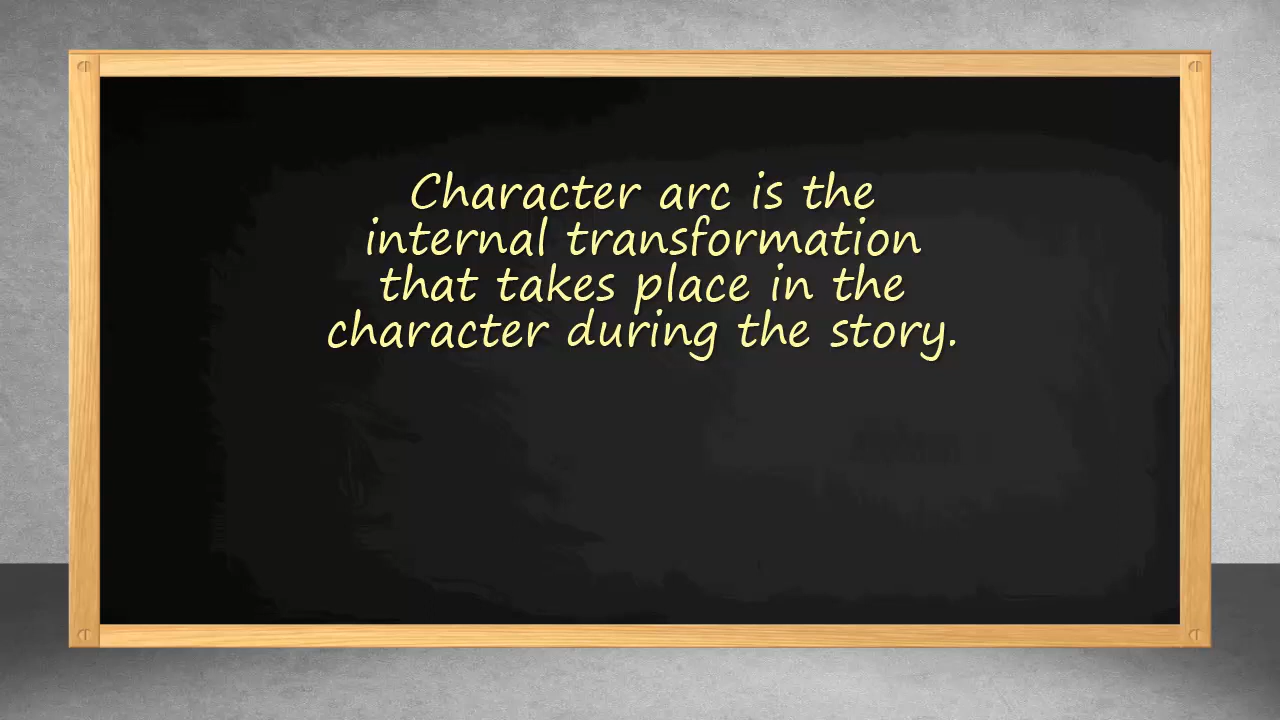 Character arc is the
internal transformation
that takes place in the
character during the story.